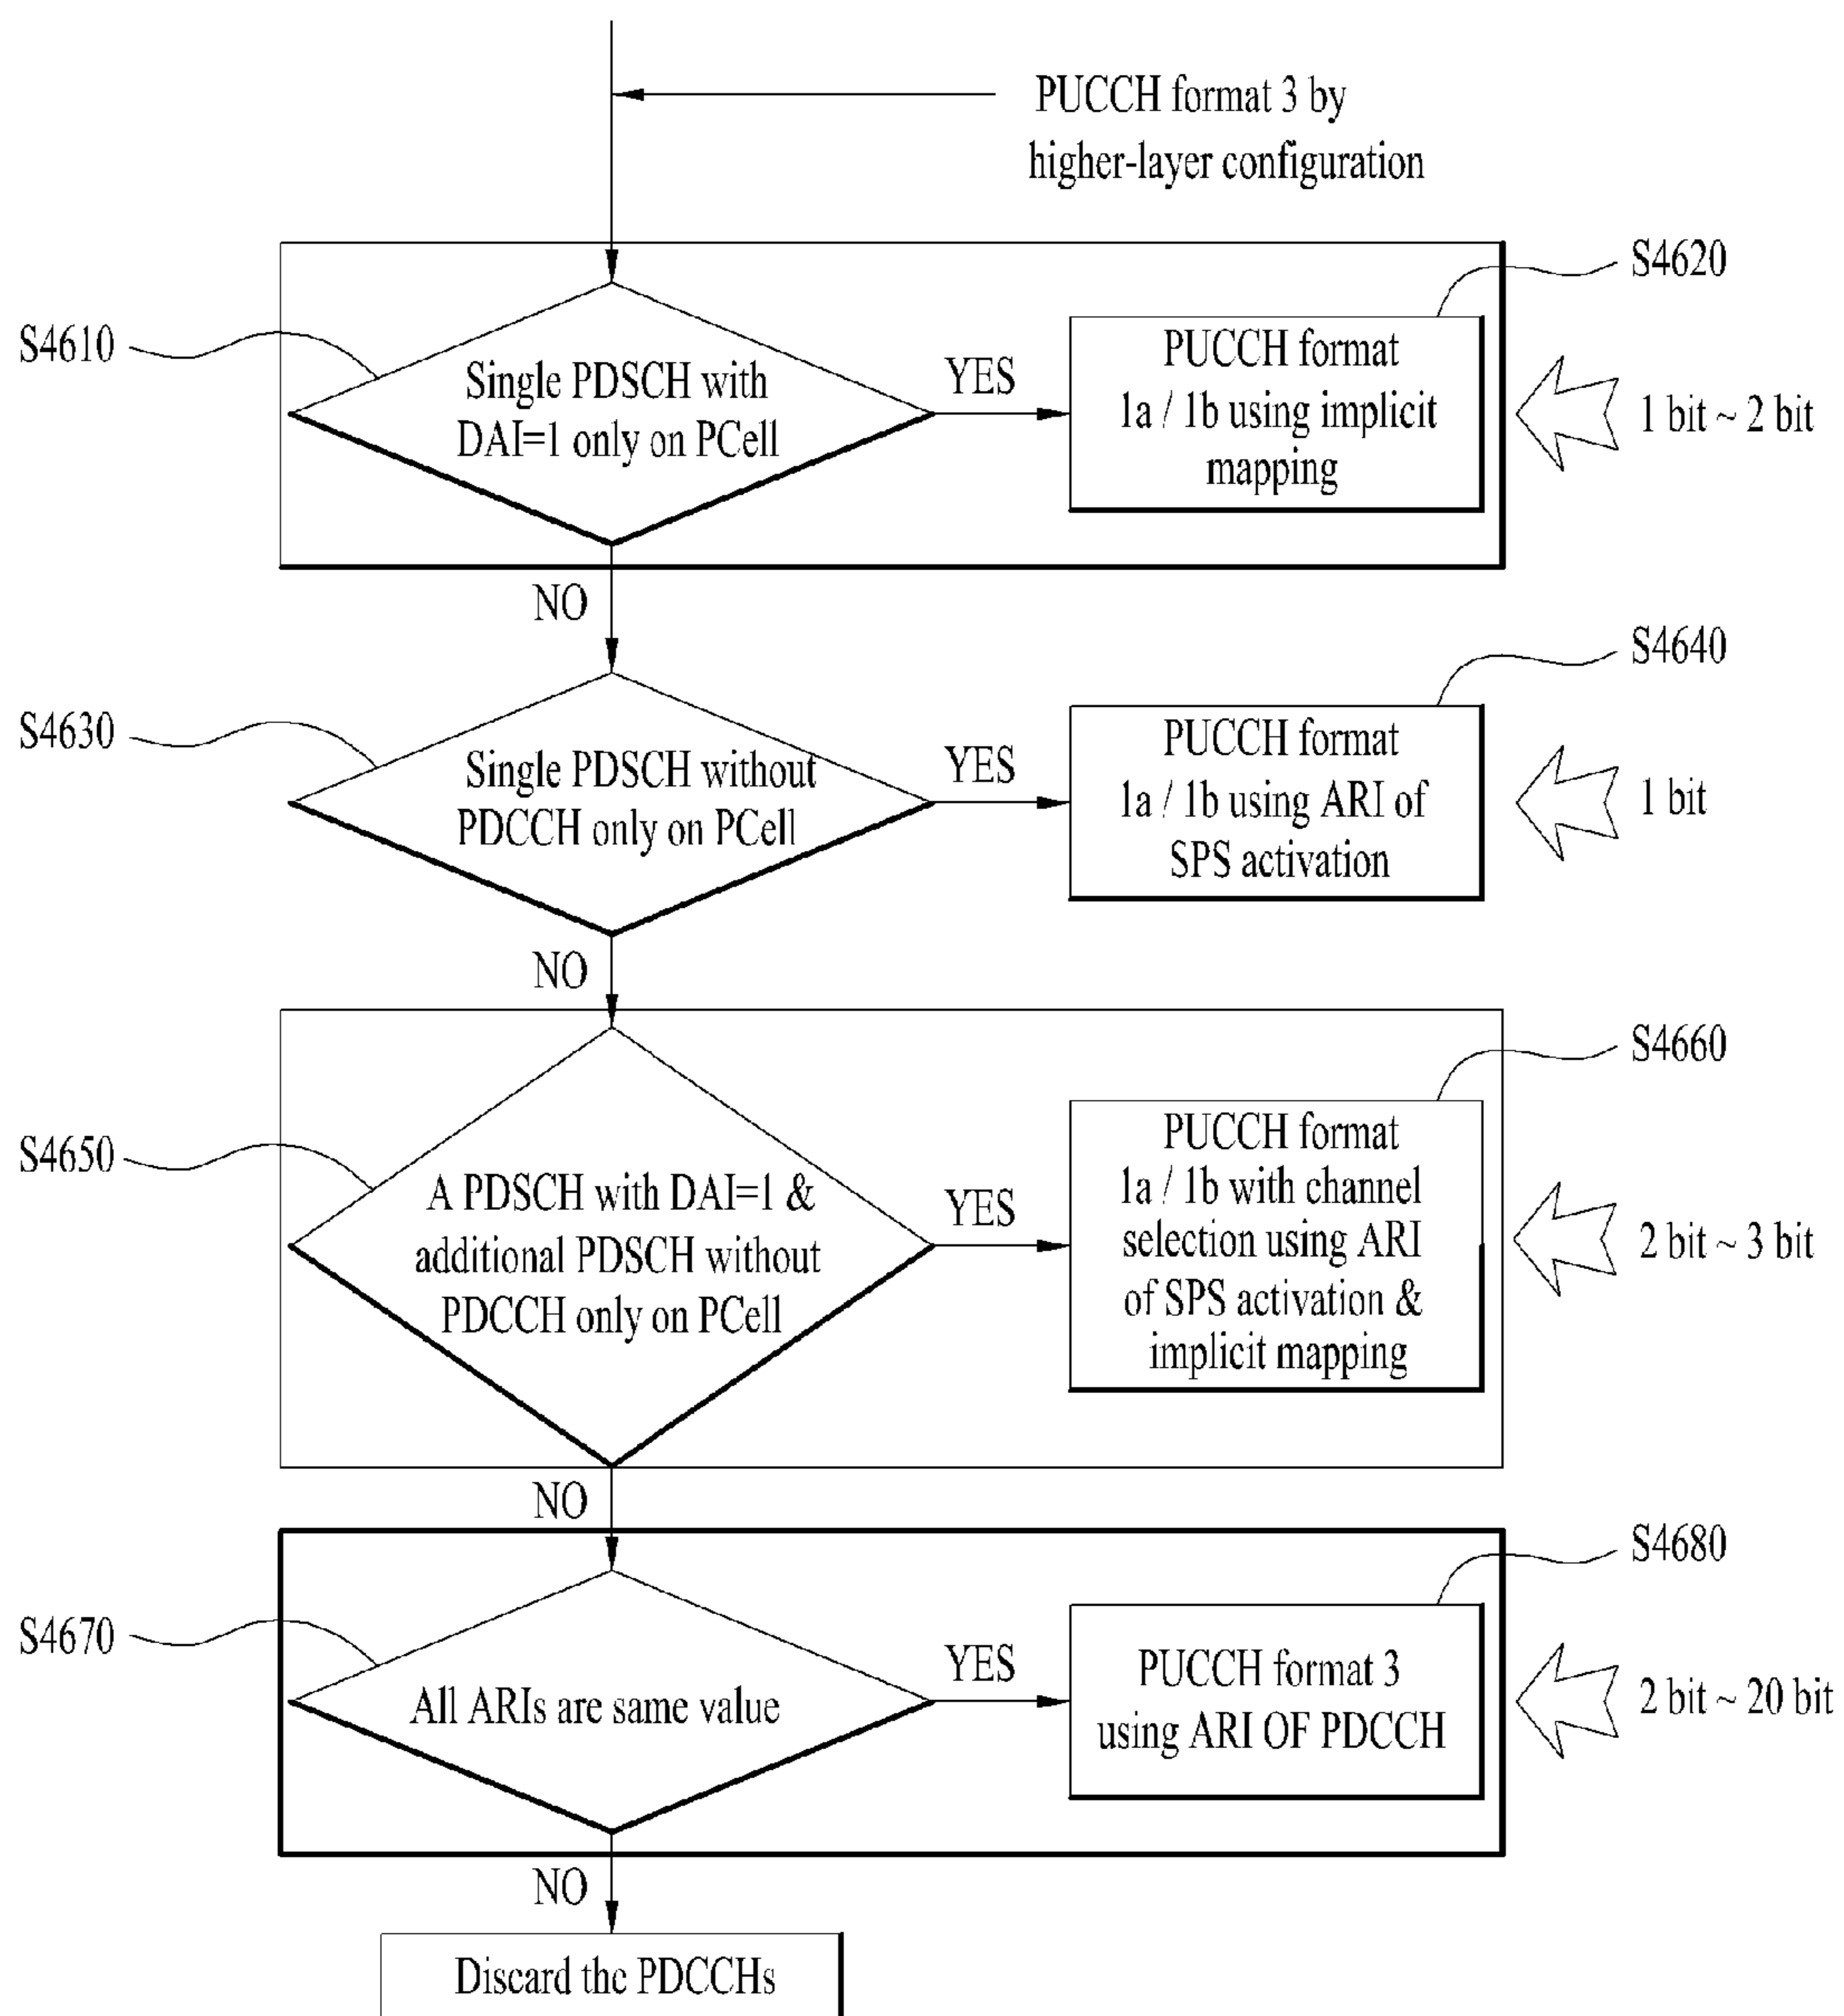 PUCCH format 3 by
higher-layer configuration
S4610
Single PDSCH with
DAI=1 only on PCell
YES
S4620
PUCCH format
1a / 1b using implicit
mapping
1 bit ~ 2 bit
NO
S4630
Single PDSCH without
PDCCH only on PCell
YES
S4640
PUCCH format
1a / 1b using ARI of
SPS activation
1 bit
NO
S4650
A PDSCH with DAI=1 &
additional PDSCH without
PDCCH only on PCell
YES
S4660
PUCCH format
1a / 1b with channel
selection using ARI
of SPS activation &
implicit mapping
2 bit ~ 3 bit
NO
S4670
All ARIs are same value
YES
S4680
PUCCH format 3
using ARI OF PDCCH
2 bit ~ 20 bit
NO
Discard the PDCCHs